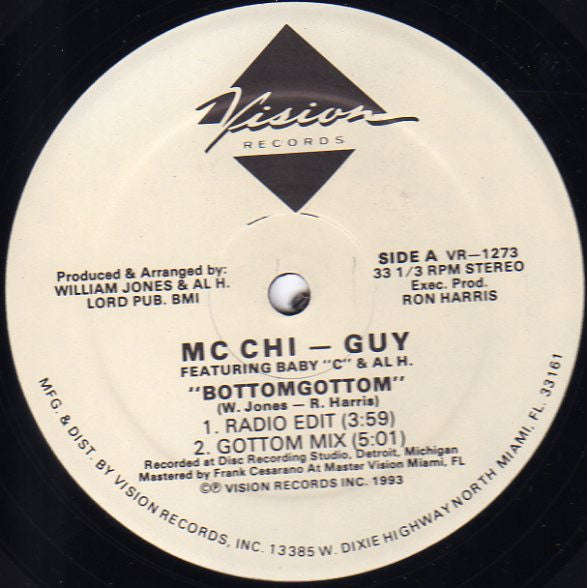 Vision
RECORDS
Produced & Arranged by:
WILLIAM JONES & AL H.
LORD PUB. BMI
SIDE A VR—1273
33 1/3 RPM STEREO
Exec. Prod.
RON HARRIS
MC CHI — GUY
FEATURING BABY "C" & AL H.
"BOTTOMGOTTOM"
(W. Jones — R. Harris)
1. RADIO EDIT (3:59)
2. GOTTOM MIX (5:01)
Recorded at Disc Recording Studio, Detroit, Michigan
Mastered by Frank Cesarano At Master Vision Miami, FL
©℗ VISION RECORDS INC. 1993
MFG. & DIST. BY VISION RECORDS, INC. 13385 W. DIXIE HIGHWAY NORTH MIAMI, FL. 33161